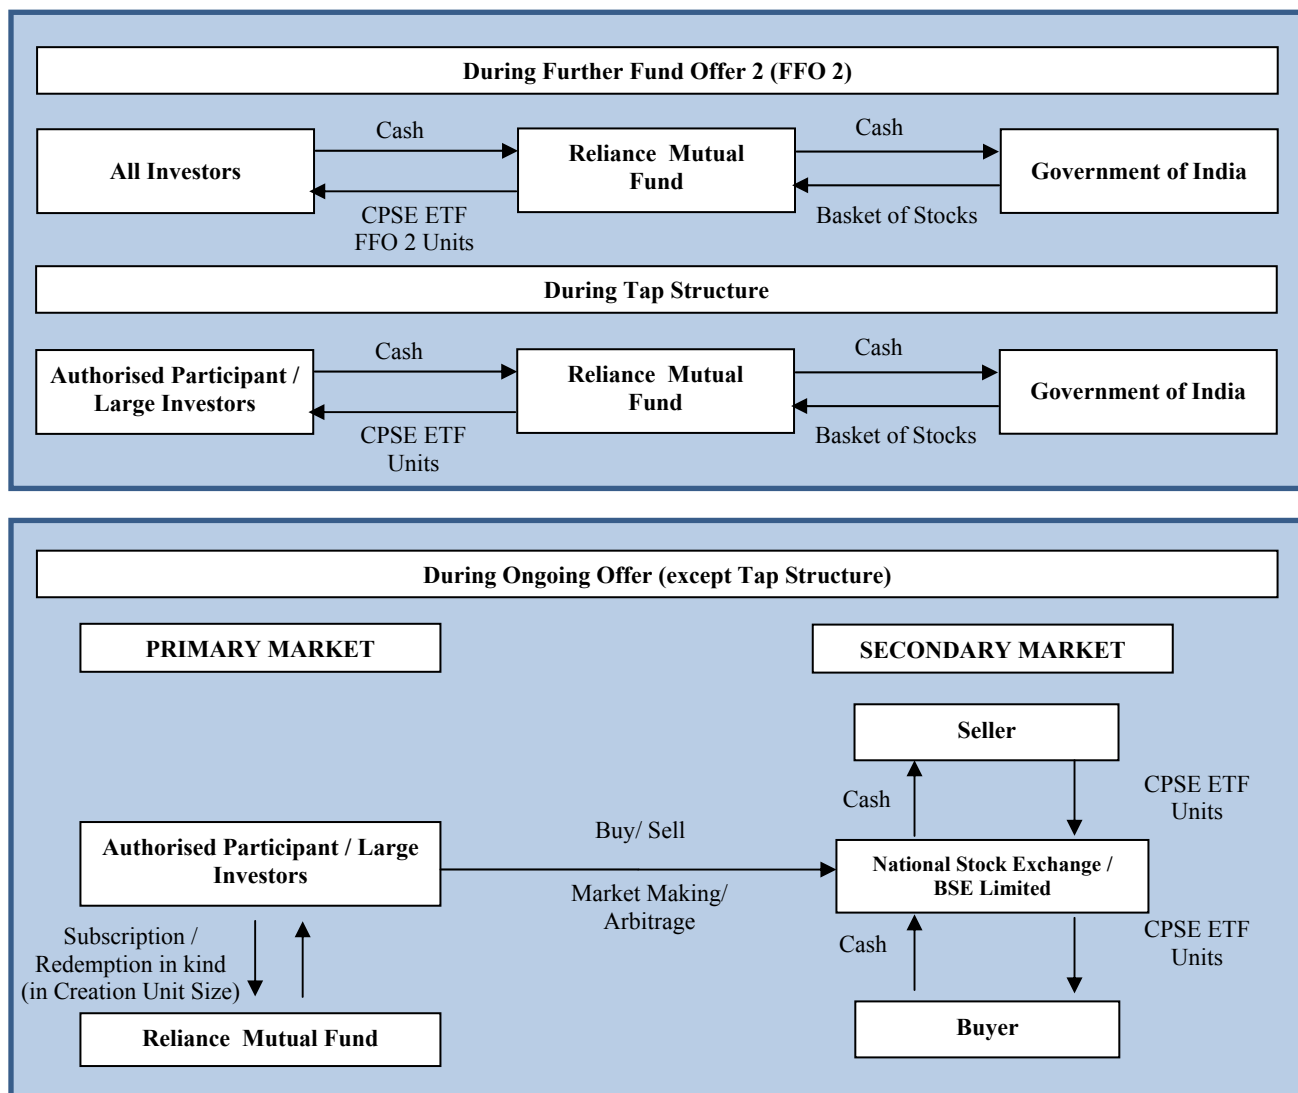 During Further Fund Offer 2 (FFO 2)
Cash
Cash
All Investors
Reliance Mutual
Fund
Government of India
CPSE ETF
FFO 2 Units
Basket of Stocks
During Tap Structure
Cash
Cash
Authorised Participant /
Large Investors
Reliance Mutual
Fund
Government of India
CPSE ETF
Units
Basket of Stocks
During Ongoing Offer (except Tap Structure)
PRIMARY MARKET
SECONDARY MARKET
Seller
Cash
CPSE ETF
Units
Authorised Participant / Large
Investors
Buy/ Sell
Market Making/
Arbitrage
National Stock Exchange /
BSE Limited
Subscription /
Redemption in kind
(in Creation Unit Size)
Cash
CPSE ETF
Units
Reliance Mutual Fund
Buyer